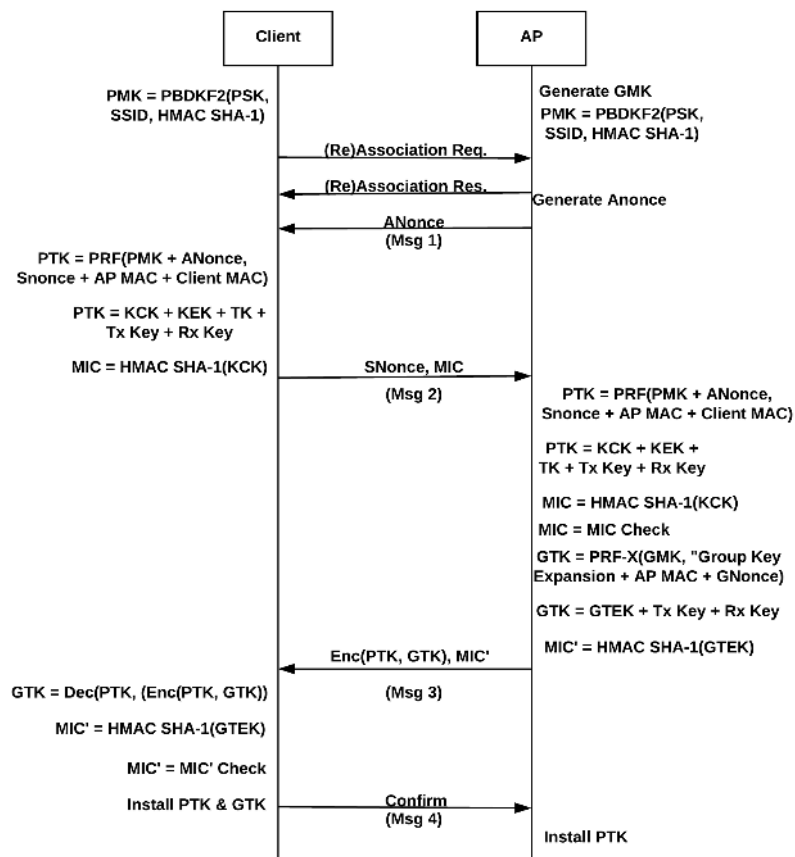 Client
AP
PMK = PBDKF2(PSK,
SSID, HMAC SHA-1)
Generate GMK
PMK = PBDKF2(PSK,
SSID, HMAC SHA-1)
(Re)Association Req.
(Re)Association Res.
Generate Anonce
ANonce
(Msg 1)
PTK = PRF(PMK + ANonce,
Snonce + AP MAC + Client MAC)
PTK = KCK + KEK + TK +
Tx Key + Rx Key
MIC = HMAC SHA-1(KCK)
SNonce, MIC
(Msg 2)
PTK = PRF(PMK + ANonce,
Snonce + AP MAC + Client MAC)
PTK = KCK + KEK +
TK + Tx Key + Rx Key
MIC = HMAC SHA-1(KCK)
MIC = MIC Check
GTK = PRF-X(GMK, "Group Key
Expansion + AP MAC + GNonce)
GTK = GTEK + Tx Key + Rx Key
MIC' = HMAC SHA-1(GTEK)
Enc(PTK, GTK), MIC'
(Msg 3)
GTK = Dec(PTK, (Enc(PTK, GTK))
MIC' = HMAC SHA-1(GTEK)
MIC' = MIC' Check
Install PTK & GTK
Confirm
(Msg 4)
Install PTK